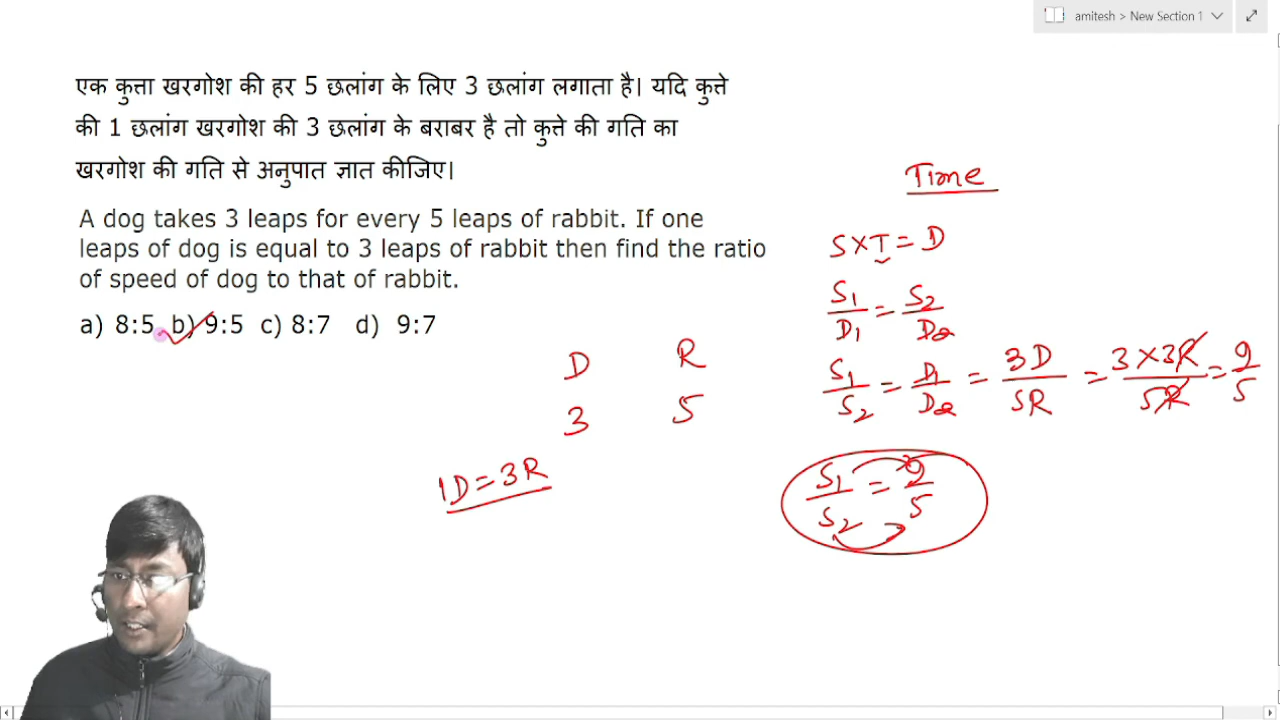 amitesh > New Section 1
एक कुत्ता खरगोश की हर 5 छलांग के लिए 3 छलांग लगाता है। यदि कुत्ते
की 1 छलांग खरगोश की 3 छलांग के बराबर है तो कुत्ते की गति का
खरगोश की गति से अनुपात ज्ञात कीजिए।
A dog takes 3 leaps for every 5 leaps of rabbit. If one
leaps of dog is equal to 3 leaps of rabbit then find the ratio
of speed of dog to that of rabbit.
a) 8:5 b) 9:5 c) 8:7 d) 9:7
D R
3 5
1D=3R
Time
S×T=D
S1/D1 = S2/D2
S1/S2 = D1/D2 = 3D/5R = 3×3R/5R = 9/5
S1/S2 = 9/5